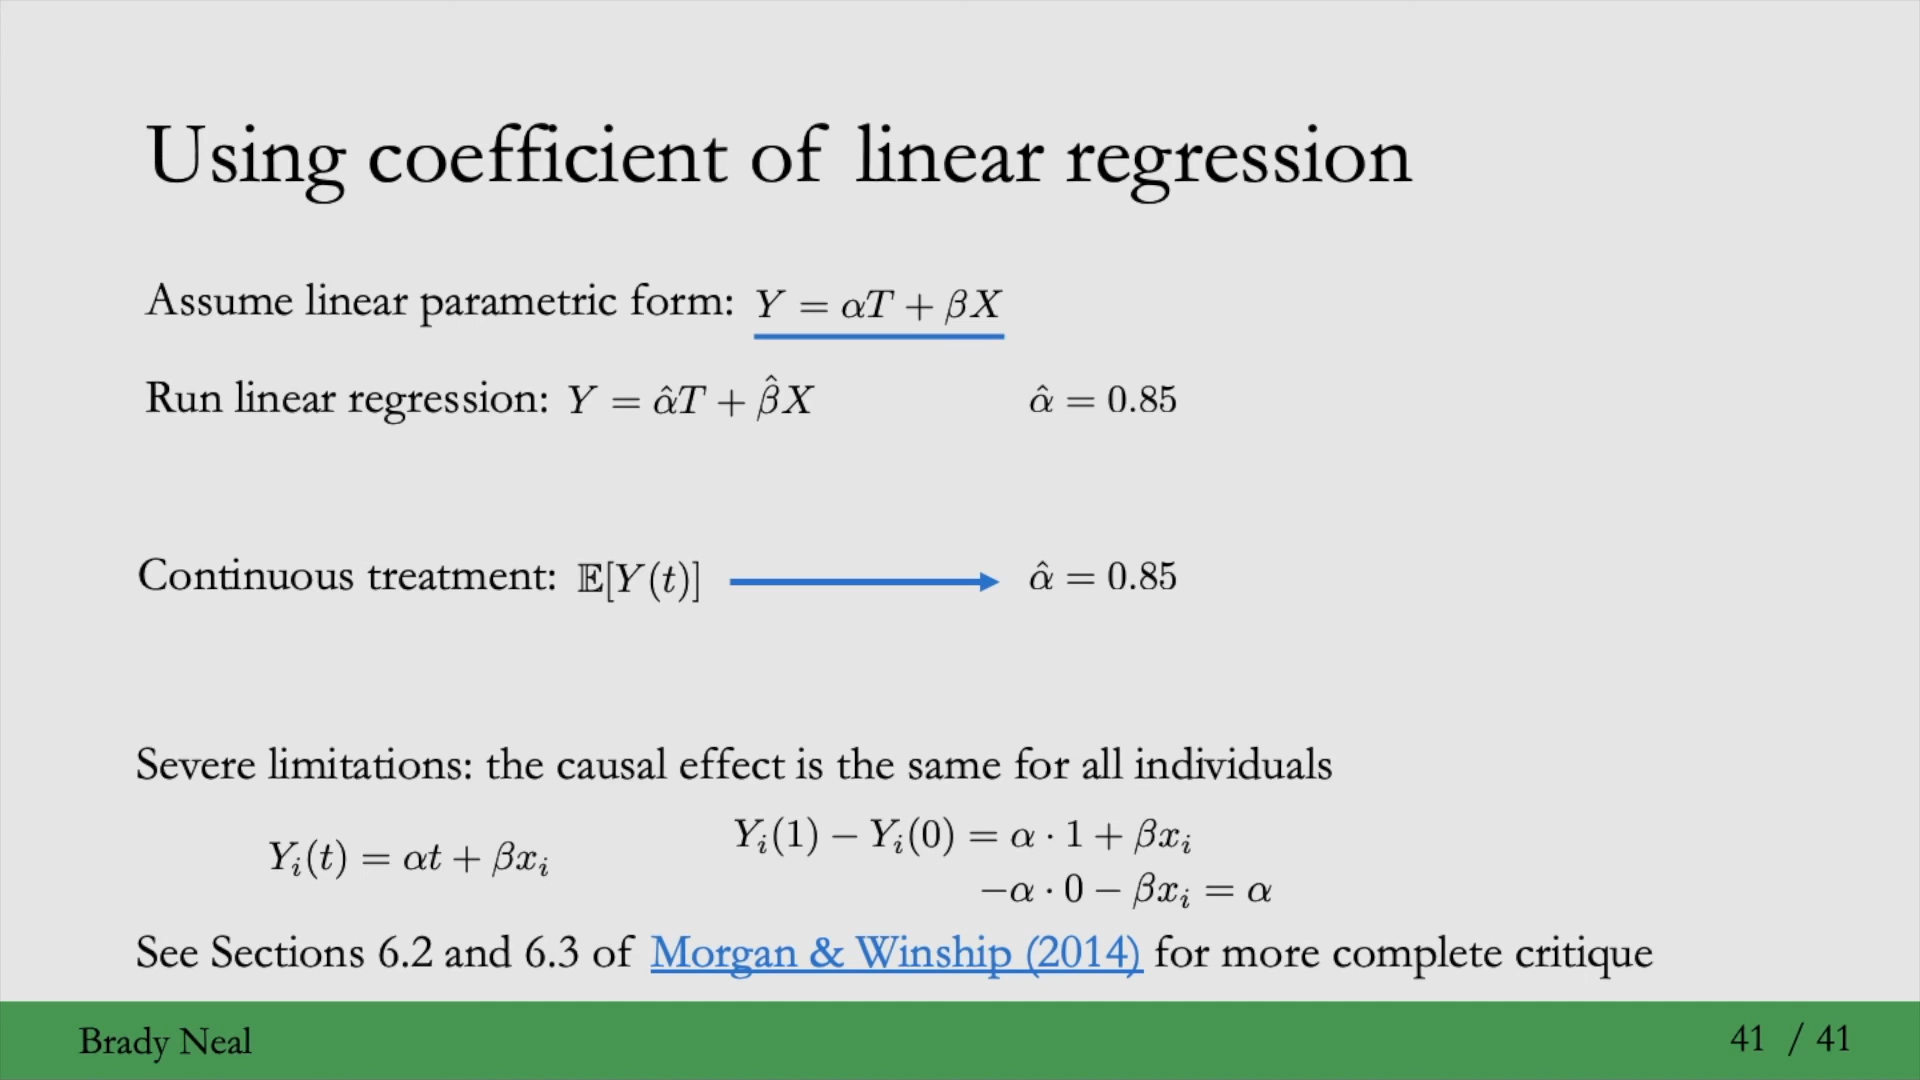 Using coefficient of linear regression
Assume linear parametric form: Y = αT + βX
Run linear regression: Y = α̂T + β̂X α̂ = 0.85
Continuous treatment: 𝔼[Y(t)] α̂ = 0.85
Severe limitations: the causal effect is the same for all individuals
Yᵢ(t) = αt + βxᵢ
Yᵢ(1) − Yᵢ(0) = α · 1 + βxᵢ
−α · 0 − βxᵢ = α
See Sections 6.2 and 6.3 of Morgan & Winship (2014) for more complete critique
Brady Neal 41 / 41